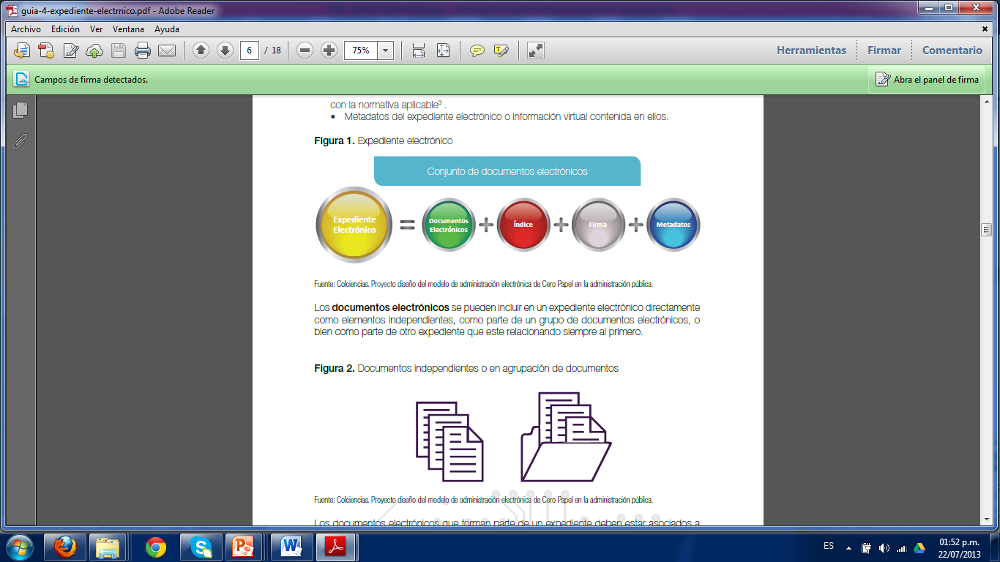 guia-4-expediente-electrnico.pdf - Adobe Reader
Archivo Edición Ver Ventana Ayuda
6 / 18 75% Herramientas Firmar Comentario
Campos de firma detectados. Abra el panel de firma
con la normativa aplicable³ .
• Metadatos del expediente electrónico o información virtual contenida en ellos.
Figura 1. Expediente electrónico
Conjunto de documentos electrónicos
Expediente Electrónico = Documentos Electrónicos + Índice + Firma + Metadatos
Fuente: Colciencias. Proyecto diseño del modelo de administración electrónica de Cero Papel en la administración pública.
Los documentos electrónicos se pueden incluir en un expediente electrónico directamente
como elementos independientes, como parte de un grupo de documentos electrónicos, o
bien como parte de otro expediente que este relacionando siempre al primero.
Figura 2. Documentos independientes o en agrupación de documentos
Fuente: Colciencias. Proyecto diseño del modelo de administración electrónica de Cero Papel en la administración pública.
Los documentos electrónicos que forman parte de un expediente deben estar asociados a
ES 01:52 p.m.
22/07/2013